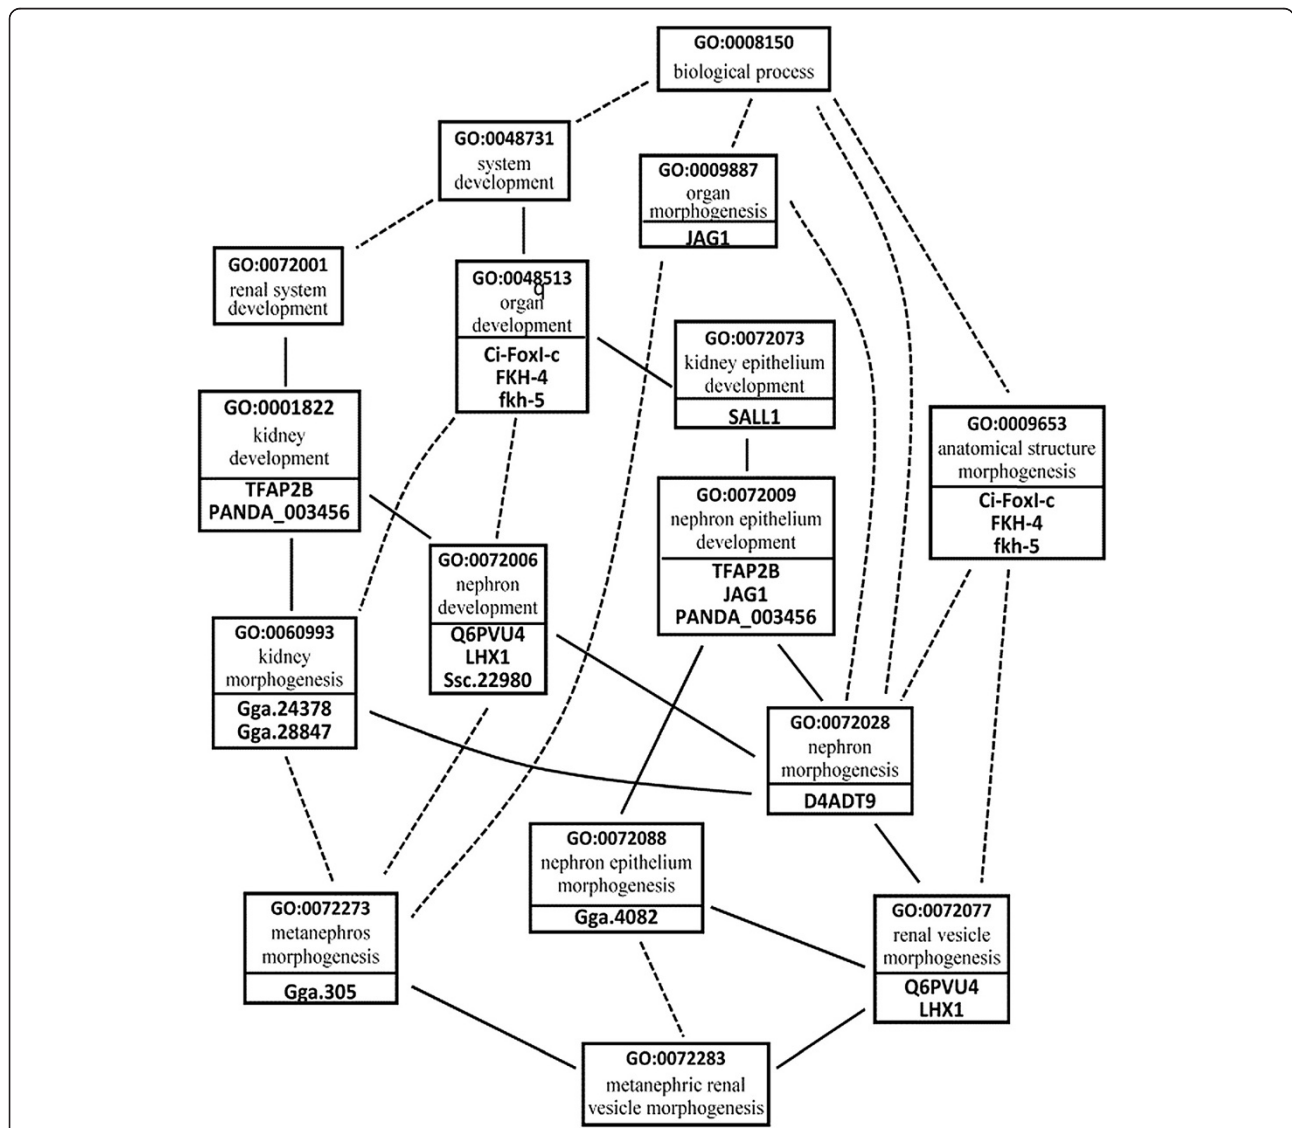 GO:0008150
biological process
GO:0048731
system
development
GO:0009887
organ
morphogenesis
JAG1
GO:0072001
renal system
development
GO:0048513
q
organ
development
Ci-FoxI-c
FKH-4
fkh-5
GO:0072073
kidney epithelium
development
SALL1
GO:0001822
kidney
development
TFAP2B
PANDA_003456
GO:0009653
anatomical structure
morphogenesis
Ci-FoxI-c
FKH-4
fkh-5
GO:0072009
nephron epithelium
development
TFAP2B
JAG1
PANDA_003456
GO:0072006
nephron
development
Q6PVU4
LHX1
Ssc.22980
GO:0060993
kidney
morphogenesis
Gga.24378
Gga.28847
GO:0072028
nephron
morphogenesis
D4ADT9
GO:0072088
nephron epithelium
morphogenesis
Gga.4082
GO:0072273
metanephros
morphogenesis
Gga.305
GO:0072077
renal vesicle
morphogenesis
Q6PVU4
LHX1
GO:0072283
metanephric renal
vesicle morphogenesis